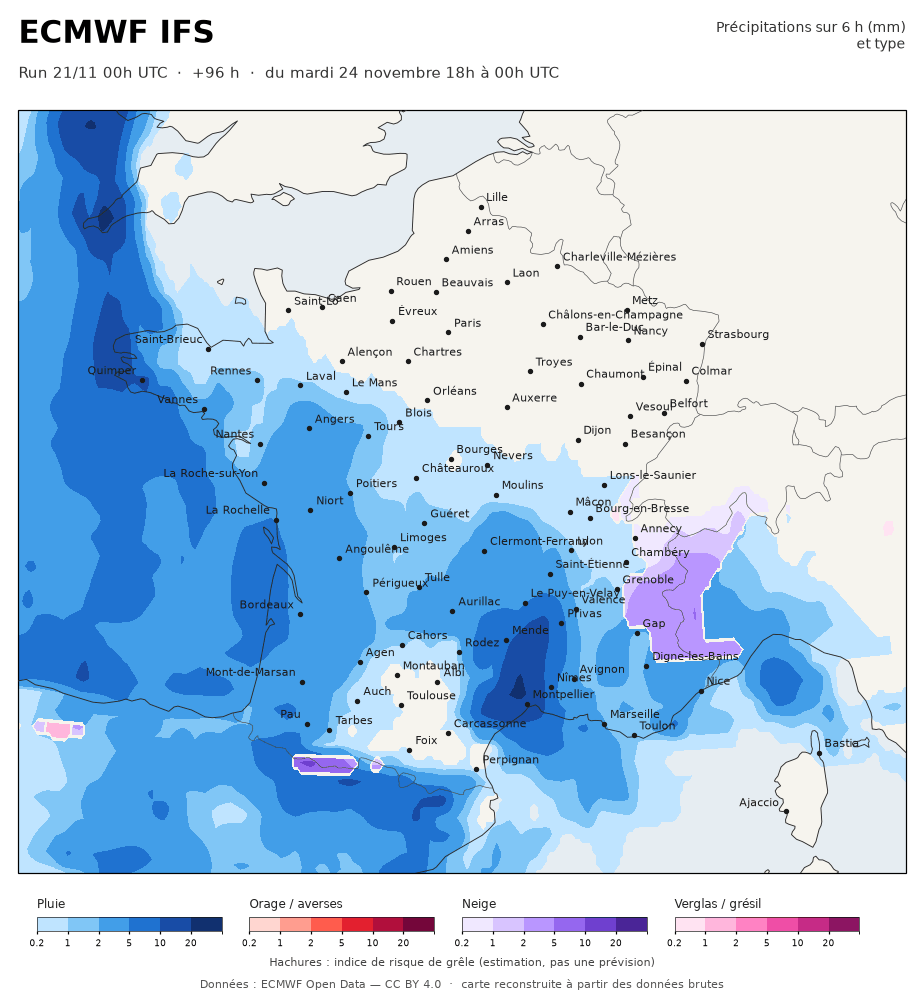 ECMWF IFS
Précipitations sur 6 h (mm)
et type
Run 21/11 00h UTC · +96 h · du mardi 24 novembre 18h à 00h UTC
Lille
Arras
Amiens
Charleville-Mézières
Laon
Rouen
Beauvais
Saint-Lô
Caen
Metz
Évreux
Châlons-en-Champagne
Bar-le-Duc
Nancy
Paris
Strasbourg
Saint-Brieuc
Alençon
Chartres
Troyes
Épinal
Quimper
Rennes
Laval
Le Mans
Chaumont
Colmar
Vannes
Orléans
Auxerre
Vesoul
Belfort
Blois
Angers
Tours
Nantes
Dijon
Besançon
Bourges
Nevers
La Roche-sur-Yon
Châteauroux
Lons-le-Saunier
Poitiers
Moulins
Niort
Mâcon
Bourg-en-Bresse
La Rochelle
Guéret
Annecy
Limoges
Clermont-Ferrand
Lyon
Angoulême
Chambéry
Saint-Étienne
Périgueux
Tulle
Grenoble
Le Puy-en-Velay
Valence
Bordeaux
Aurillac
Privas
Gap
Cahors
Rodez
Mende
Agen
Digne-les-Bains
Mont-de-Marsan
Montauban
Albi
Avignon
Nîmes
Nice
Auch
Toulouse
Montpellier
Pau
Tarbes
Carcassonne
Marseille
Toulon
Foix
Bastia
Perpignan
Ajaccio
Pluie
Orage / averses
Neige
Verglas / grésil
0.2 1 2 5 10 20
0.2 1 2 5 10 20
0.2 1 2 5 10 20
0.2 1 2 5 10 20
Hachures : indice de risque de grêle (estimation, pas une prévision)
Données : ECMWF Open Data — CC BY 4.0 · carte reconstruite à partir des données brutes